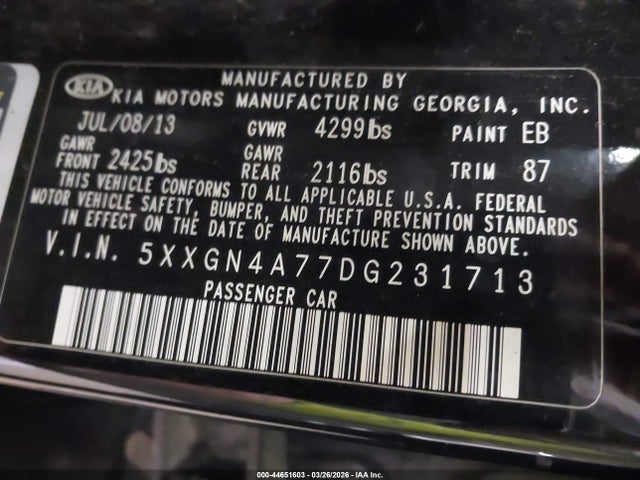 KIA
MANUFACTURED BY
KIA MOTORS MANUFACTURING GEORGIA, INC.
JUL/08/13 GVWR 4299lbs PAINT EB
GAWR FRONT 2425lbs GAWR REAR 2116lbs TRIM 87
THIS VEHICLE CONFORMS TO ALL APPLICABLE U.S.A. FEDERAL
MOTOR VEHICLE SAFETY, BUMPER, AND THEFT PREVENTION STANDARDS
IN EFFECT ON THE DATE OF MANUFACTURE SHOWN ABOVE.
V.I.N. 5XXGN4A77DG231713
PASSENGER CAR
000-44651603 - 03/26/2026 - IAA Inc.